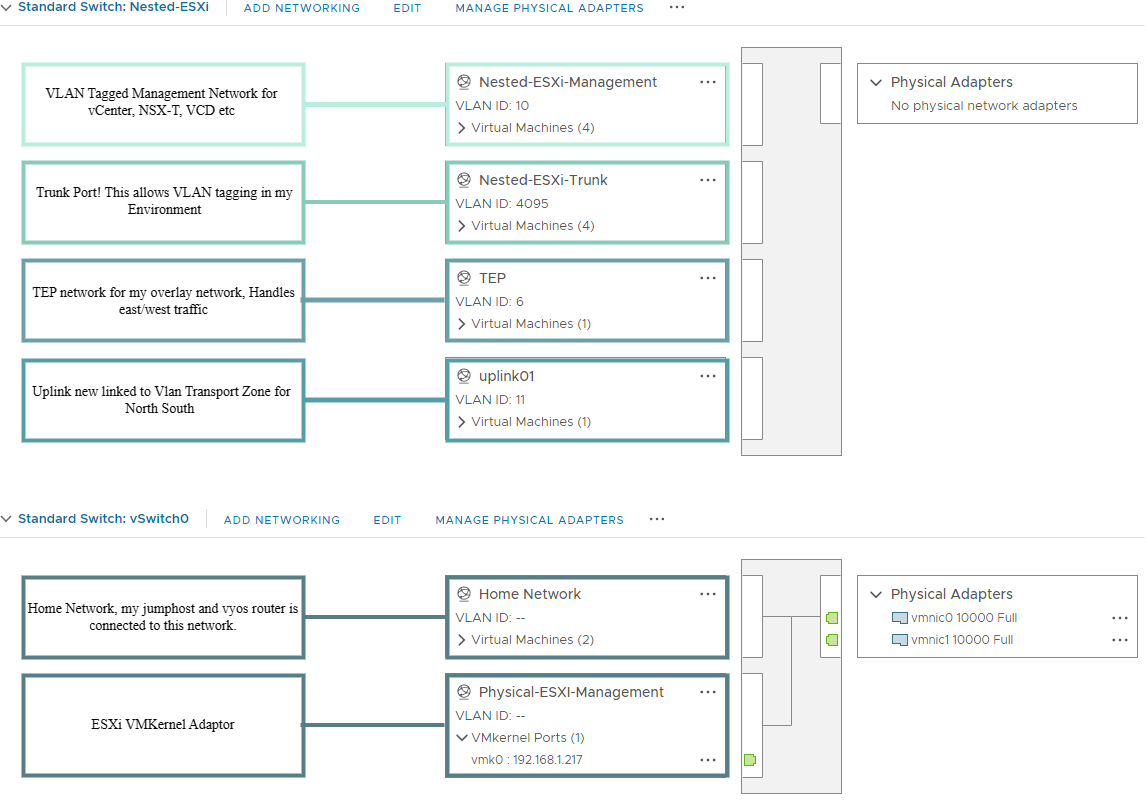 Standard Switch: Nested-ESXi ADD NETWORKING EDIT MANAGE PHYSICAL ADAPTERS ...
VLAN Tagged Management Network for
vCenter, NSX-T, VCD etc
Nested-ESXi-Management ...
VLAN ID: 10
Virtual Machines (4)
Physical Adapters
No physical network adapters
Trunk Port! This allows VLAN tagging in my
Environment
Nested-ESXi-Trunk ...
VLAN ID: 4095
Virtual Machines (4)
TEP network for my overlay network, Handles
east/west traffic
TEP ...
VLAN ID: 6
Virtual Machines (1)
Uplink new linked to Vlan Transport Zone for
North South
uplink01 ...
VLAN ID: 11
Virtual Machines (1)
Standard Switch: vSwitch0 ADD NETWORKING EDIT MANAGE PHYSICAL ADAPTERS ...
Home Network, my jumphost and vyos router is
connected to this network.
Home Network ...
VLAN ID: --
Virtual Machines (2)
Physical Adapters
vmnic0 10000 Full ...
vmnic1 10000 Full ...
ESXi VMKernel Adaptor
Physical-ESXI-Management ...
VLAN ID: --
VMkernel Ports (1)
vmk0 : 192.168.1.217 ...